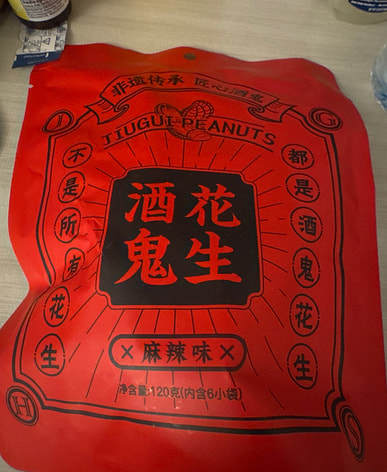 非遗传承 匠心酒鬼
JIUGUI PEANUTS
J
G
不是所有花生
都是酒鬼花生
酒鬼
花生
×麻辣味×
净含量:120克(内含6小袋)
H
S